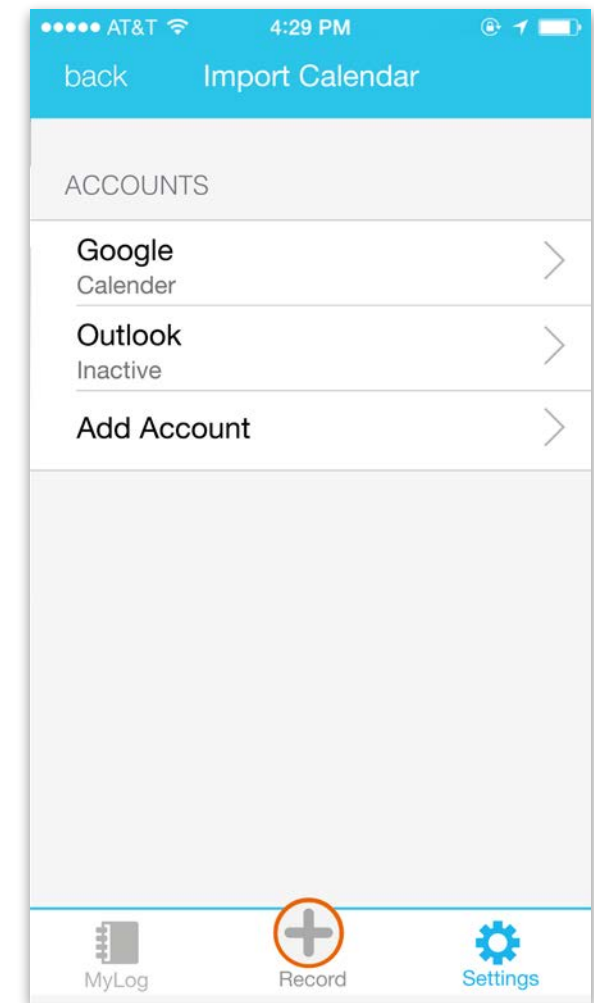 AT&T 4:29 PM
back Import Calendar
ACCOUNTS
Google
Calender
Outlook
Inactive
Add Account
MyLog Record Settings